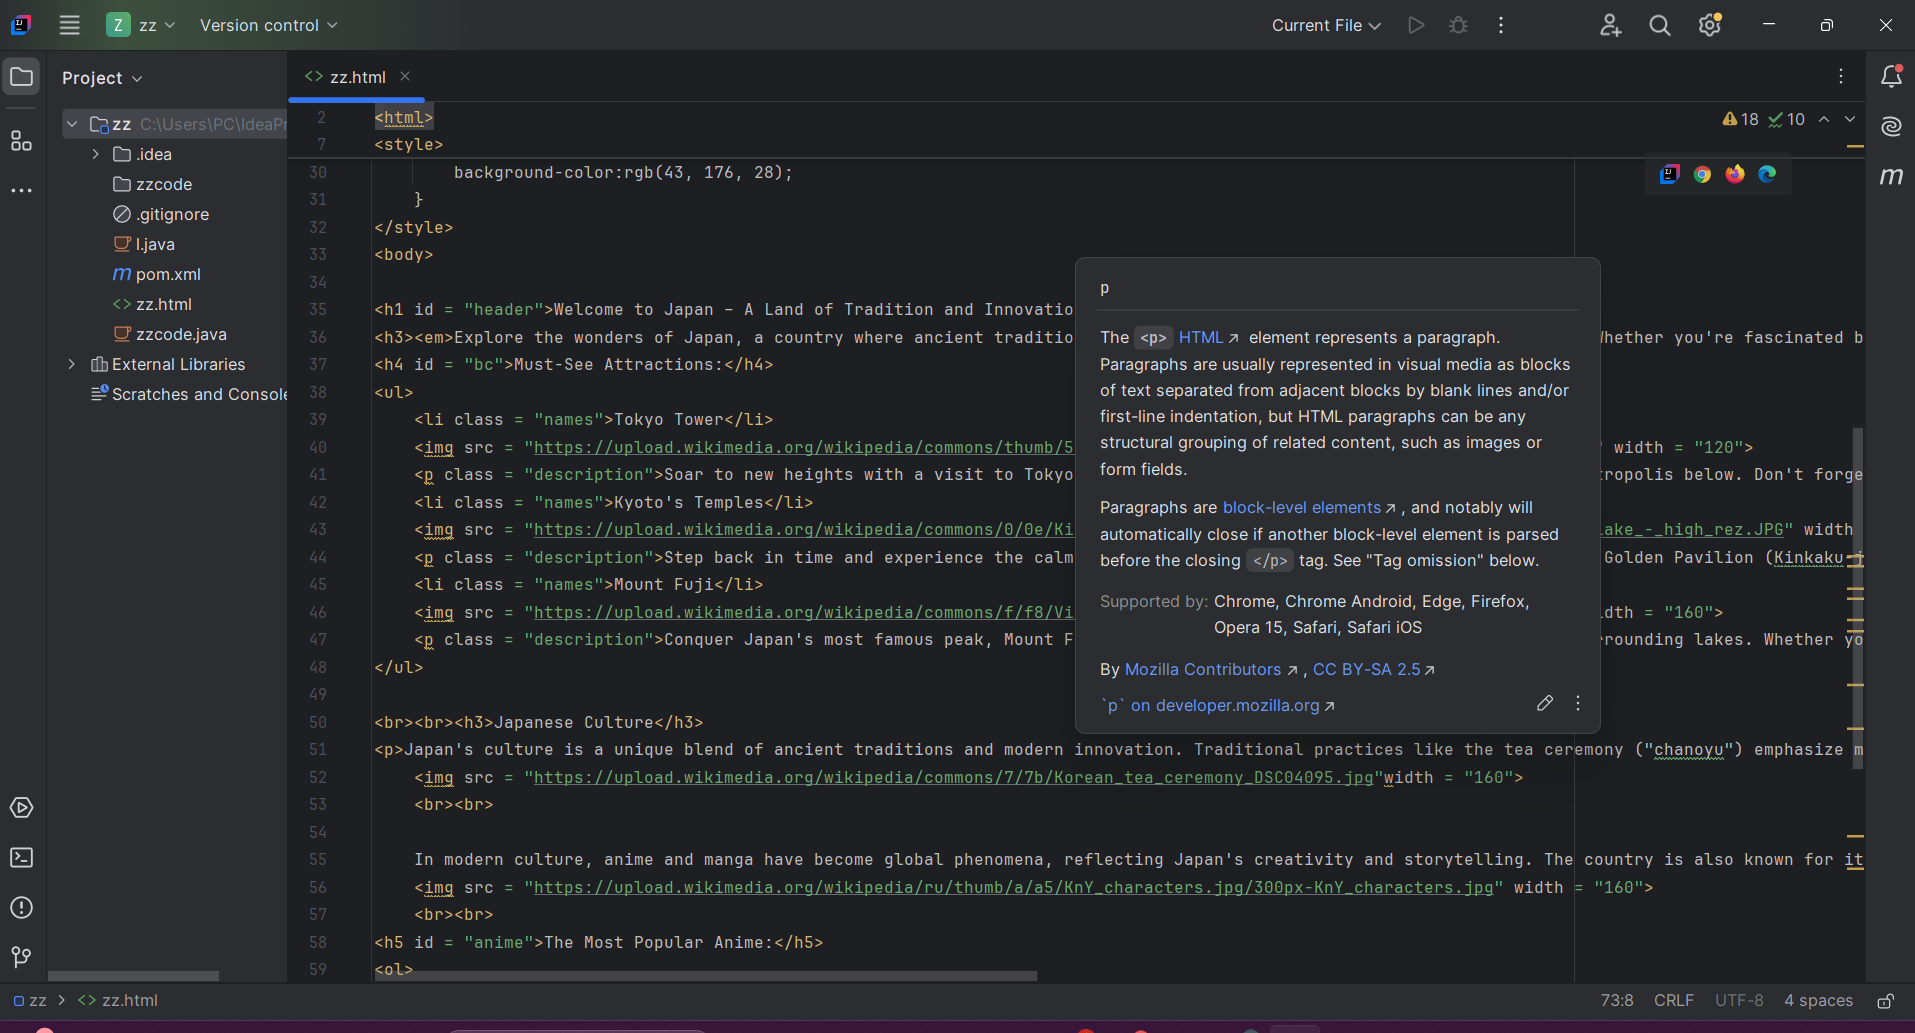 Z zz Version control Current File
Project
zz.html
zz C:\Users\PC\IdeaPr
.idea
zzcode
.gitignore
I.java
m pom.xml
<> zz.html
zzcode.java
External Libraries
Scratches and Console
18 10
m
2 <html>
7 <style>
30 background-color:rgb(43, 176, 28);
31 }
32 </style>
33 <body>
34
35 <h1 id = "header">Welcome to Japan – A Land of Tradition and Innovatio
36 <h3><em>Explore the wonders of Japan, a country where ancient traditio hether you're fascinated b
37 <h4 id = "bc">Must-See Attractions:</h4>
38 <ul>
39 <li class = "names">Tokyo Tower</li>
40 <img src = "https://upload.wikimedia.org/wikipedia/commons/thumb/5 " width = "120">
41 <p class = "description">Soar to new heights with a visit to Tokyo ropolis below. Don't forge
42 <li class = "names">Kyoto's Temples</li>
43 <img src = "https://upload.wikimedia.org/wikipedia/commons/0/0e/Ki ake_-_high_rez.JPG" width
44 <p class = "description">Step back in time and experience the calm Golden Pavilion (Kinkaku-j
45 <li class = "names">Mount Fuji</li>
46 <img src = "https://upload.wikimedia.org/wikipedia/commons/f/f8/Vi dth = "160">
47 <p class = "description">Conquer Japan's most famous peak, Mount F rounding lakes. Whether yo
48 </ul>
49
50 <br><br><h3>Japanese Culture</h3>
51 <p>Japan's culture is a unique blend of ancient traditions and modern innovation. Traditional practices like the tea ceremony ("chanoyu") emphasize m
52 <img src = "https://upload.wikimedia.org/wikipedia/commons/7/7b/Korean_tea_ceremony_DSC04095.jpg"width = "160">
53 <br><br>
54
55 In modern culture, anime and manga have become global phenomena, reflecting Japan's creativity and storytelling. The country is also known for it
56 <img src = "https://upload.wikimedia.org/wikipedia/ru/thumb/a/a5/KnY_characters.jpg/300px-KnY_characters.jpg" width = "160">
57 <br><br>
58 <h5 id = "anime">The Most Popular Anime:</h5>
59 <ol>
p
The <p> HTML element represents a paragraph.
Paragraphs are usually represented in visual media as blocks
of text separated from adjacent blocks by blank lines and/or
first-line indentation, but HTML paragraphs can be any
structural grouping of related content, such as images or
form fields.
Paragraphs are block-level elements , and notably will
automatically close if another block-level element is parsed
before the closing </p> tag. See "Tag omission" below.
Supported by: Chrome, Chrome Android, Edge, Firefox,
Opera 15, Safari, Safari iOS
By Mozilla Contributors , CC BY-SA 2.5
`p` on developer.mozilla.org
zz > <> zz.html 73:8 CRLF UTF-8 4 spaces